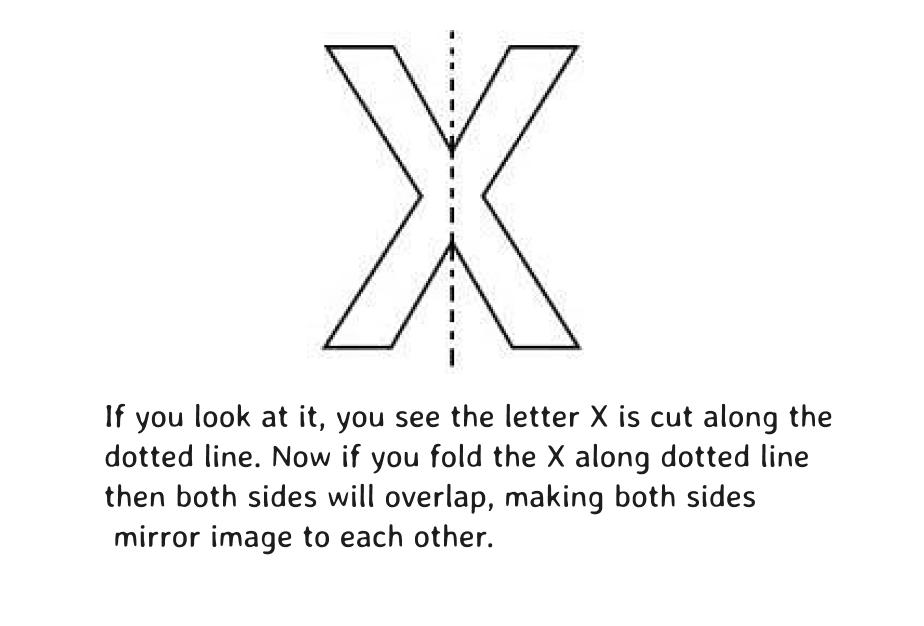 If you look at it, you see the letter X is cut along the
dotted line. Now if you fold the X along dotted line
then both sides will overlap, making both sides
mirror image to each other.